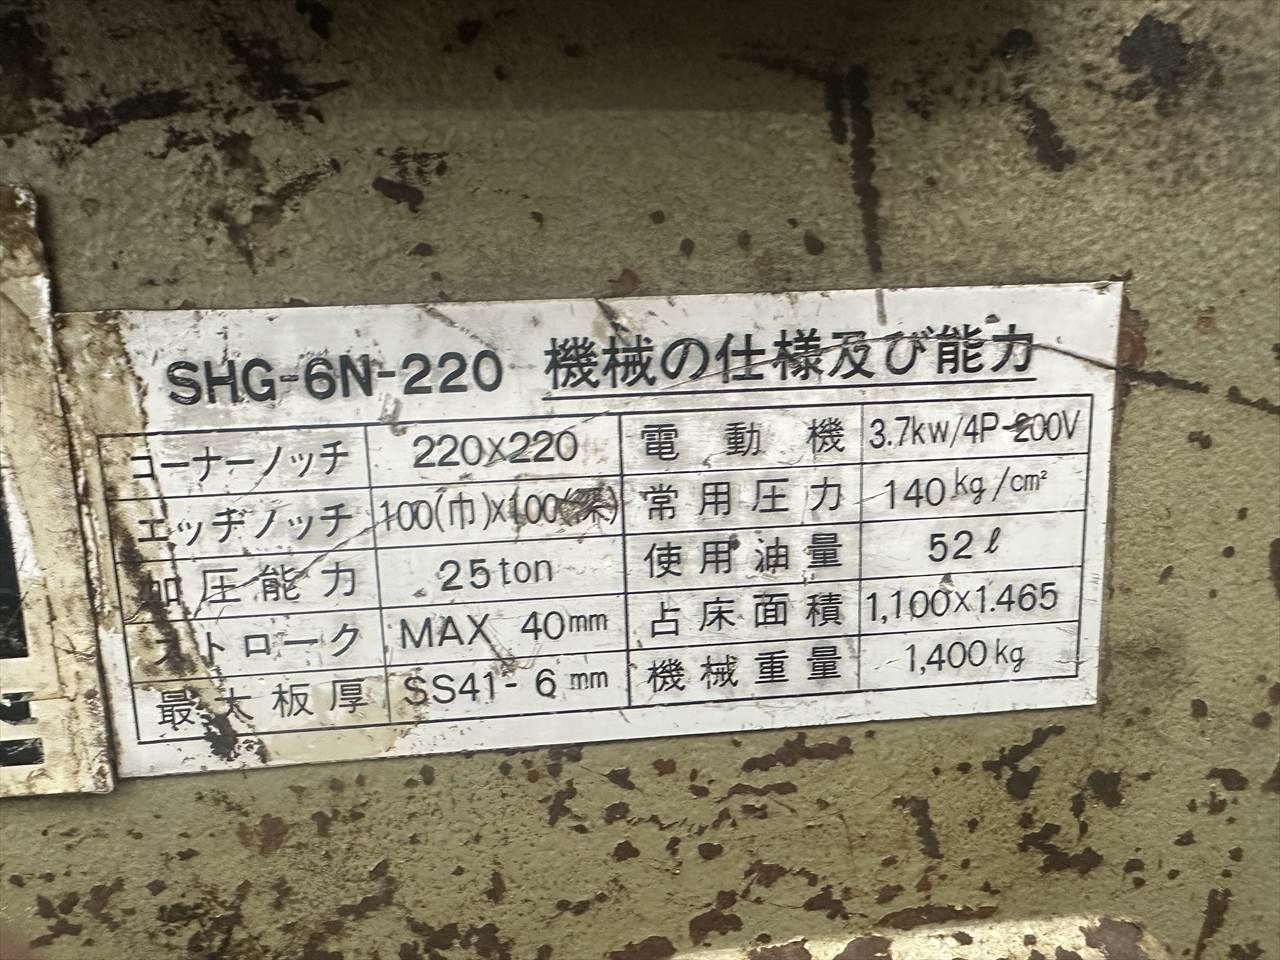 SHG-6N-220 機械の仕様及び能力
コーナーノッチ 220X220 電動機 3.7kw/4P-200V
エッヂノッチ 100(巾)X100(深) 常用圧力 140kg/cm²
加圧能力 25ton 使用油量 52ℓ
ストローク MAX 40mm 占床面積 1,100X1.465
最大板厚 SS41-6mm 機械重量 1,400kg